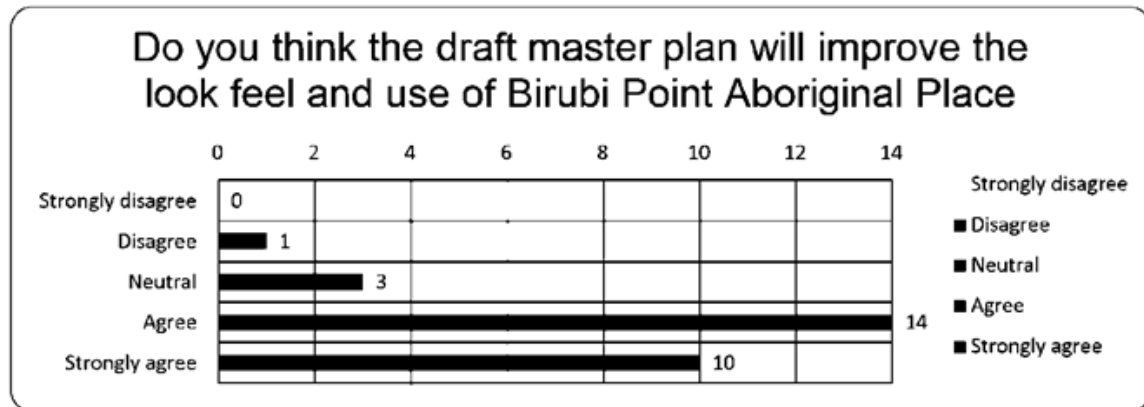 Do you think the draft master plan will improve the
look feel and use of Birubi Point Aboriginal Place
0 2 4 6 8 10 12 14
Strongly disagree 0
Disagree 1
Neutral 3
Agree 14
Strongly agree 10
Strongly disagree
Disagree
Neutral
Agree
Strongly agree